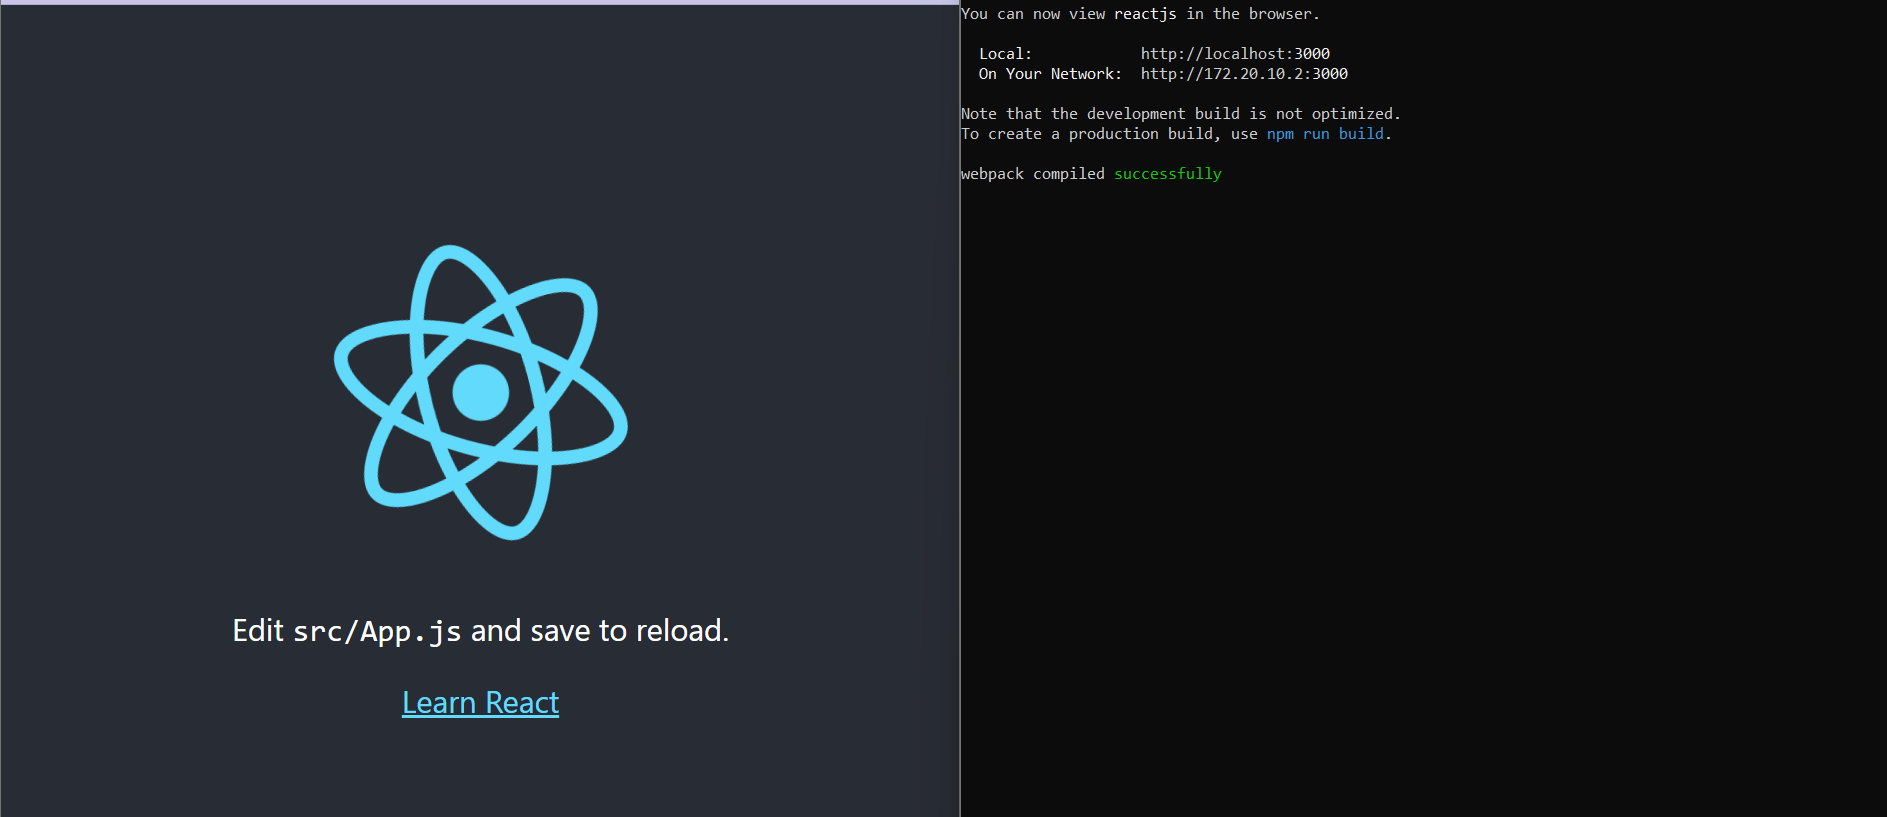 Edit src/App.js and save to reload.
Learn React
You can now view reactjs in the browser.
Local: http://localhost:3000
On Your Network: http://172.20.10.2:3000
Note that the development build is not optimized.
To create a production build, use npm run build.
webpack compiled successfully